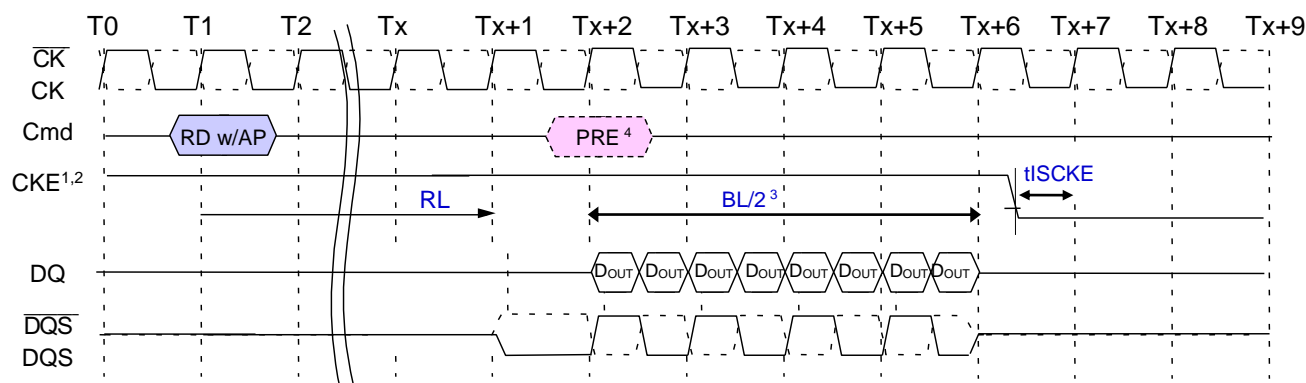 T0 T1 T2 Tx Tx+1 Tx+2 Tx+3 Tx+4 Tx+5 Tx+6 Tx+7 Tx+8 Tx+9
CK
CK
Cmd RD w/AP PRE 4
CKE1,2 tISCKE
RL BL/2 3
DQ DOUT DOUT DOUT DOUT DOUT DOUT DOUT DOUT
DQS
DQS